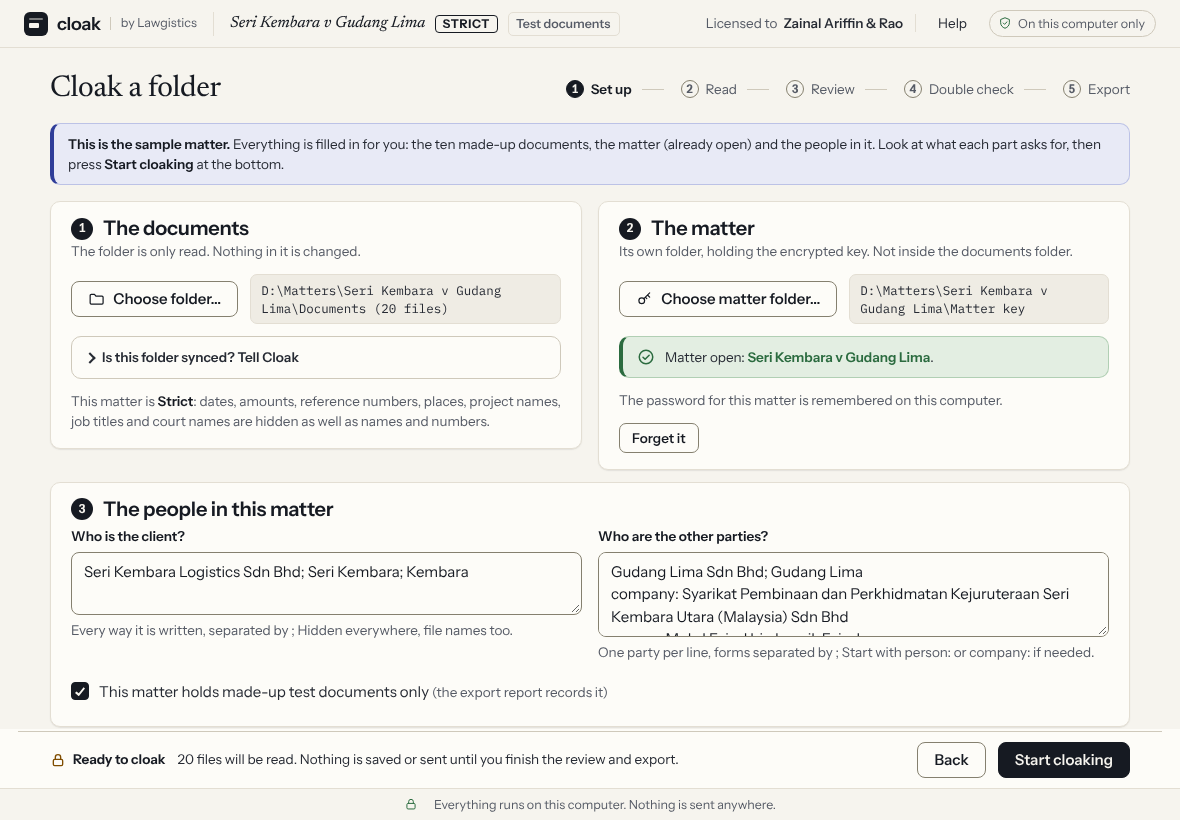 cloak by Lawgistics Seri Kembara v Gudang Lima STRICT Test documents Licensed to Zainal Ariffin & Rao Help On this computer only
Cloak a folder
1 Set up 2 Read 3 Review 4 Double check 5 Export
This is the sample matter. Everything is filled in for you: the ten made-up documents, the matter (already open) and the people in it. Look at what each part asks for, then
press Start cloaking at the bottom.
1 The documents
The folder is only read. Nothing in it is changed.
Choose folder...
D:\Matters\Seri Kembara v Gudang
Lima\Documents (20 files)
Is this folder synced? Tell Cloak
This matter is Strict: dates, amounts, reference numbers, places, project names,
job titles and court names are hidden as well as names and numbers.
2 The matter
Its own folder, holding the encrypted key. Not inside the documents folder.
Choose matter folder...
D:\Matters\Seri Kembara v
Gudang Lima\Matter key
Matter open: Seri Kembara v Gudang Lima.
The password for this matter is remembered on this computer.
Forget it
3 The people in this matter
Who is the client?
Seri Kembara Logistics Sdn Bhd; Seri Kembara; Kembara
Every way it is written, separated by ; Hidden everywhere, file names too.
Who are the other parties?
Gudang Lima Sdn Bhd; Gudang Lima
company: Syarikat Pembinaan dan Perkhidmatan Kejuruteraan Seri
Kembara Utara (Malaysia) Sdn Bhd
One party per line, forms separated by ; Start with person: or company: if needed.
This matter holds made-up test documents only (the export report records it)
Ready to cloak 20 files will be read. Nothing is saved or sent until you finish the review and export.
Back
Start cloaking
Everything runs on this computer. Nothing is sent anywhere.